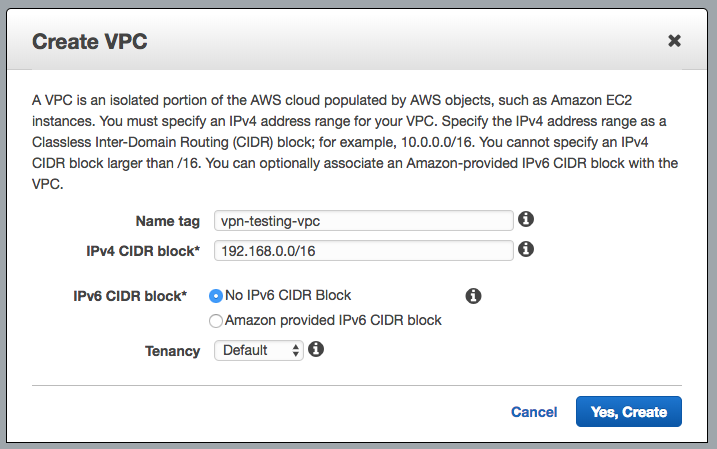 Create VPC
A VPC is an isolated portion of the AWS cloud populated by AWS objects, such as Amazon EC2
instances. You must specify an IPv4 address range for your VPC. Specify the IPv4 address range as a
Classless Inter-Domain Routing (CIDR) block; for example, 10.0.0.0/16. You cannot specify an IPv4
CIDR block larger than /16. You can optionally associate an Amazon-provided IPv6 CIDR block with the
VPC.
Name tag vpn-testing-vpc
IPv4 CIDR block* 192.168.0.0/16
IPv6 CIDR block* No IPv6 CIDR Block
Amazon provided IPv6 CIDR block
Tenancy Default
Cancel Yes, Create